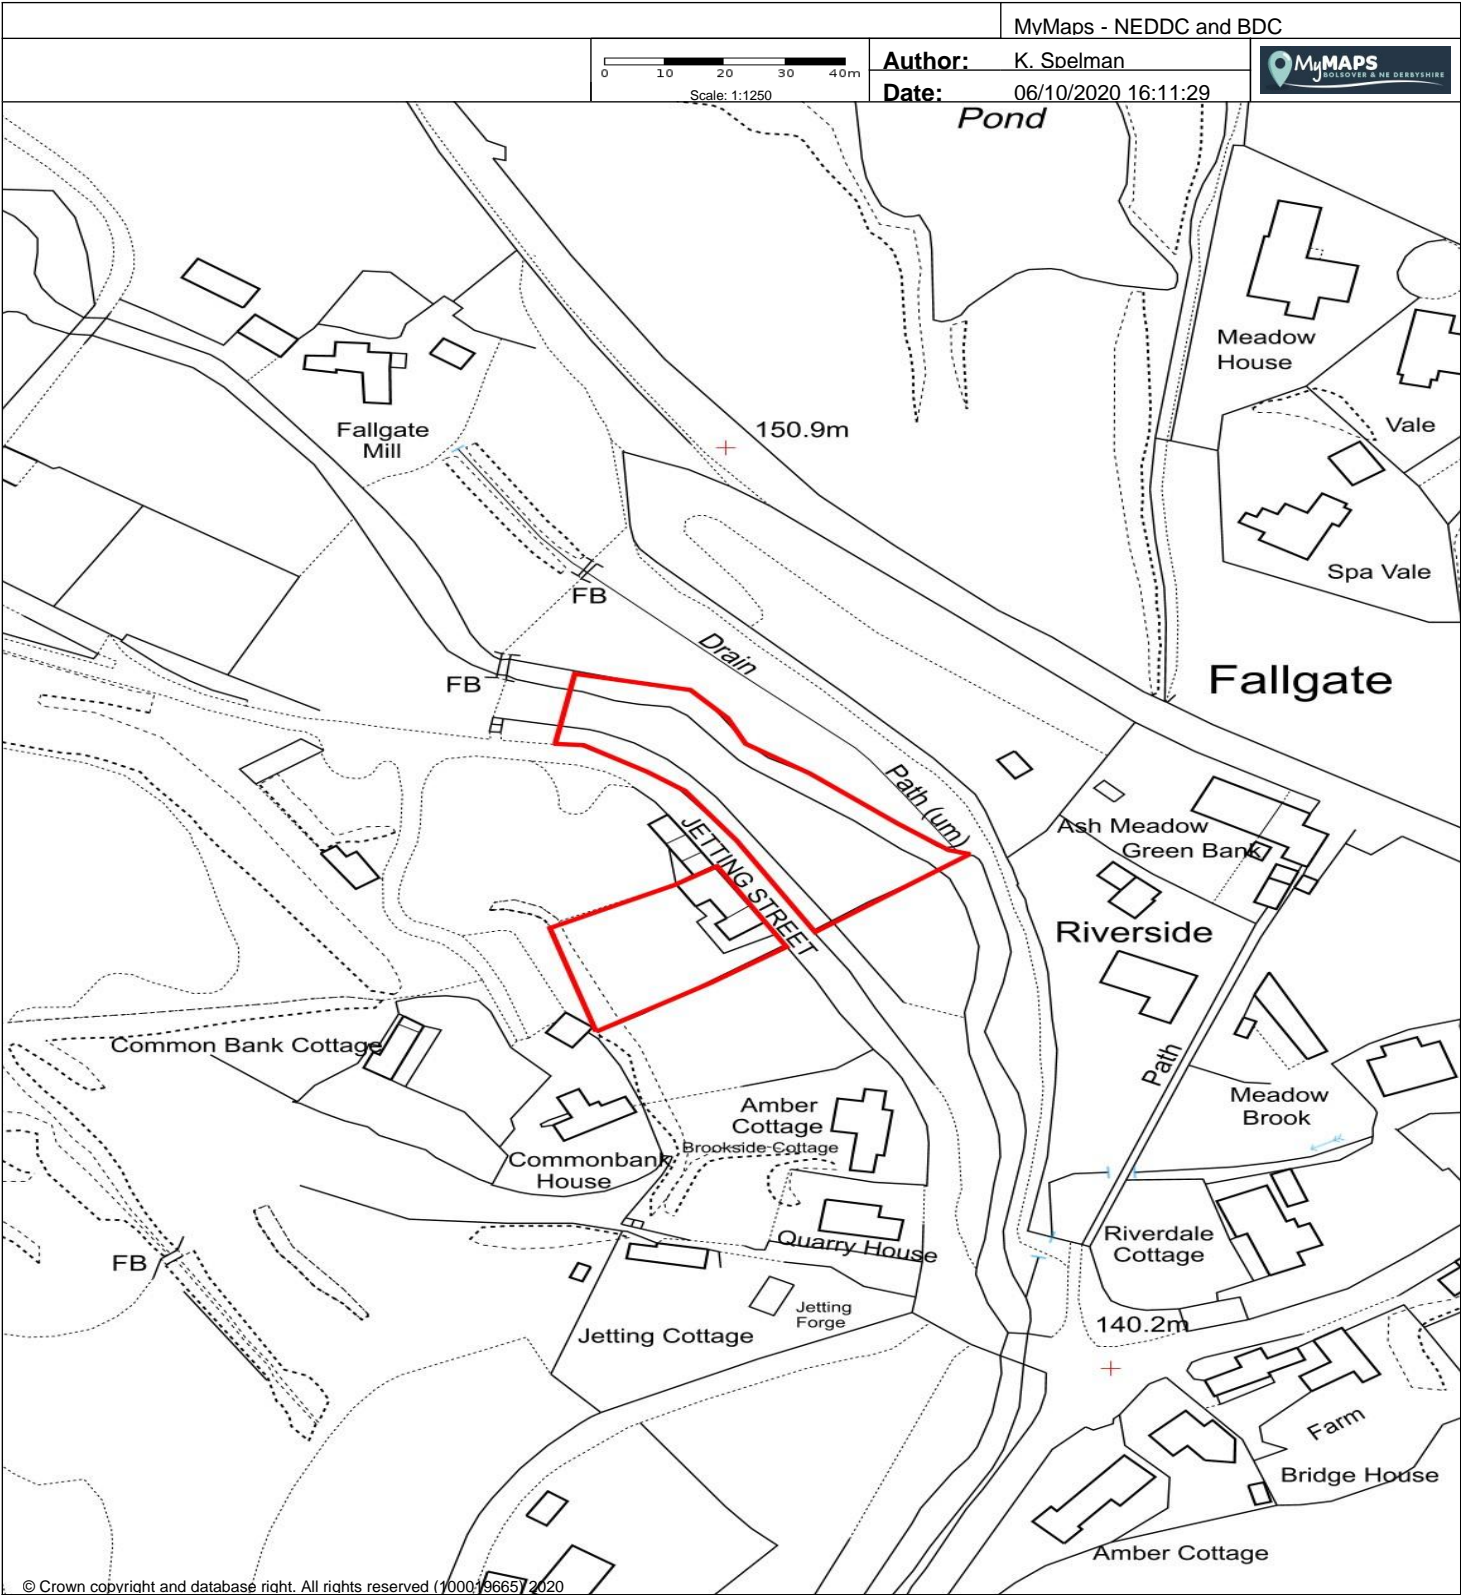 MyMaps - NEDDC and BDC
0 10 20 30 40m
Scale: 1:1250
Author: K. Spelman
Date: 06/10/2020 16:11:29
MyMAPS
BOLSOVER & NE DERBYSHIRE
Pond
Meadow
House
Vale
150.9m
Fallgate
Mill
Spa Vale
FB
Drain
FB
Fallgate
Path (um)
JETTING STREET
Ash Meadow
Green Bank
Riverside
Common Bank Cottage
Path
Amber
Cottage
Brookside Cottage
Meadow
Brook
Commonbank
House
Quarry House
Riverdale
Cottage
FB
Jetting
Forge
Jetting Cottage
140.2m
Farm
Bridge House
Amber Cottage
© Crown copyright and database right. All rights reserved (100019665) 2020